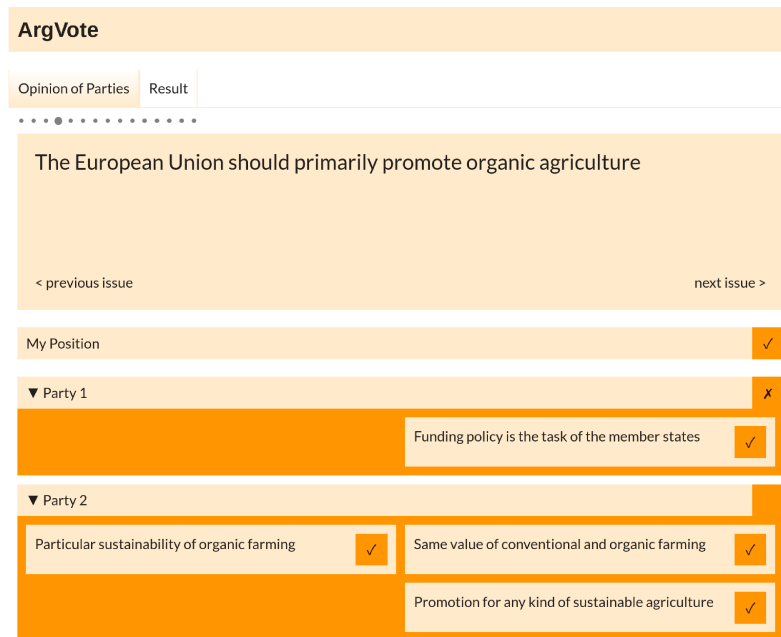 ArgVote
Opinion of Parties Result
The European Union should primarily promote organic agriculture
< previous issue next issue >
My Position ✓
▼ Party 1 ✗
Funding policy is the task of the member states ✓
▼ Party 2
Particular sustainability of organic farming ✓ Same value of conventional and organic farming ✓
Promotion for any kind of sustainable agriculture ✓